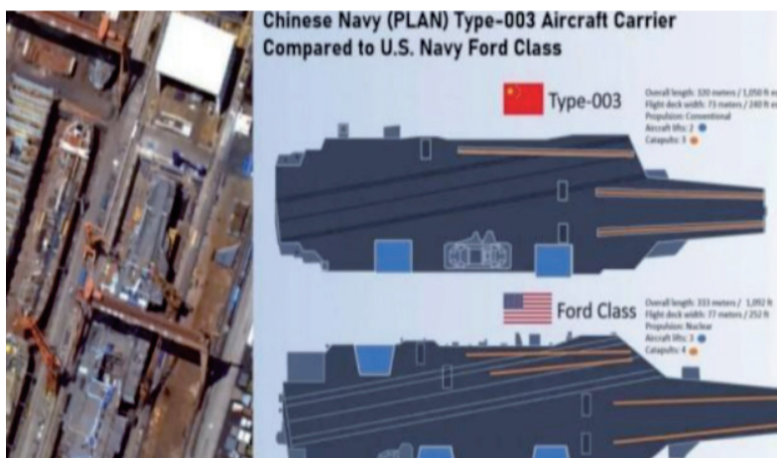 Chinese Navy (PLAN) Type-003 Aircraft Carrier
Compared to U.S. Navy Ford Class
Type-003
Overall length: 320 meters / 1,050 ft
Flight deck width: 73 meters / 240 ft
Propulsion: Conventional
Aircraft lifts: 2
Catapults: 3
Ford Class
Overall length: 333 meters / 1,092 ft
Flight deck width: 77 meters / 252 ft
Propulsion: Nuclear
Aircraft lifts: 3
Catapults: 4